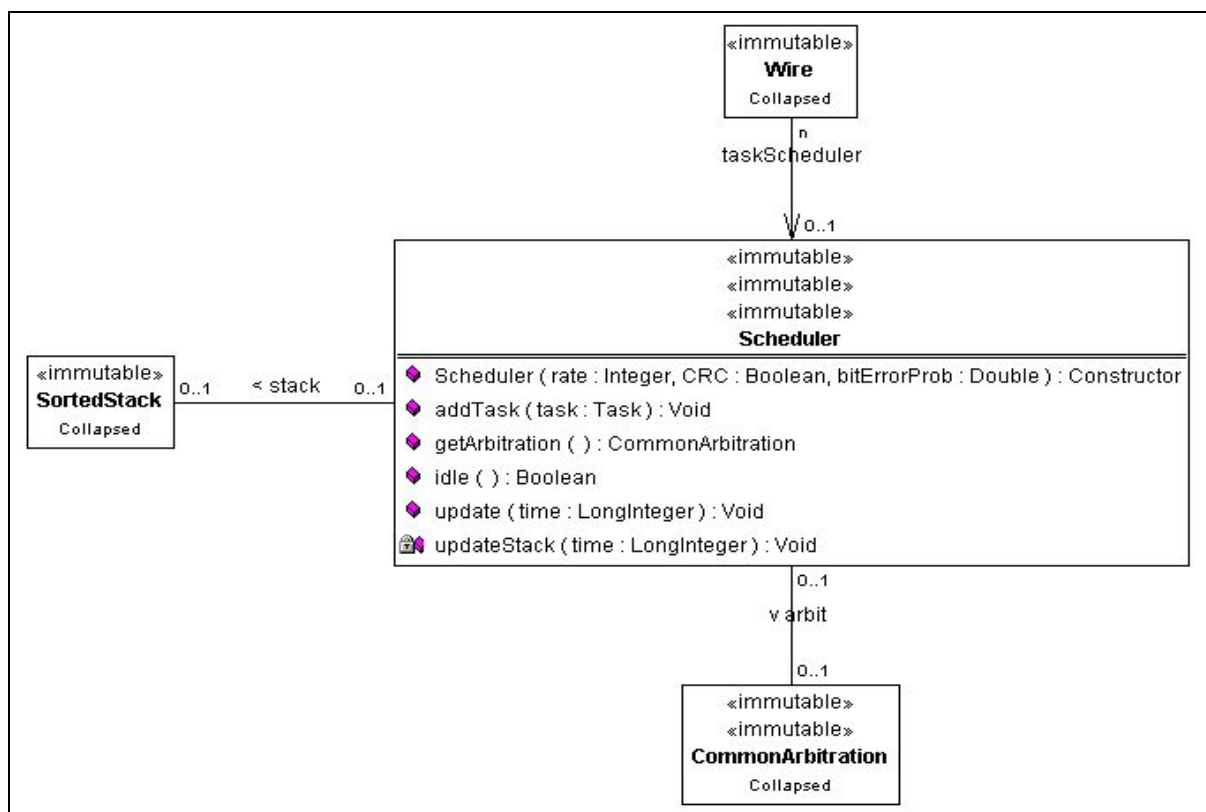 «immutable»
Wire
Collapsed
n
taskScheduler
0..1
«immutable»
«immutable»
«immutable»
Scheduler
Scheduler ( rate : Integer, CRC : Boolean, bitErrorProb : Double ) : Constructor
addTask ( task : Task ) : Void
getArbitration ( ) : CommonArbitration
idle ( ) : Boolean
update ( time : LongInteger ) : Void
updateStack ( time : LongInteger ) : Void
«immutable»
SortedStack
Collapsed
0..1 < stack 0..1
0..1
v arbit
0..1
«immutable»
«immutable»
CommonArbitration
Collapsed